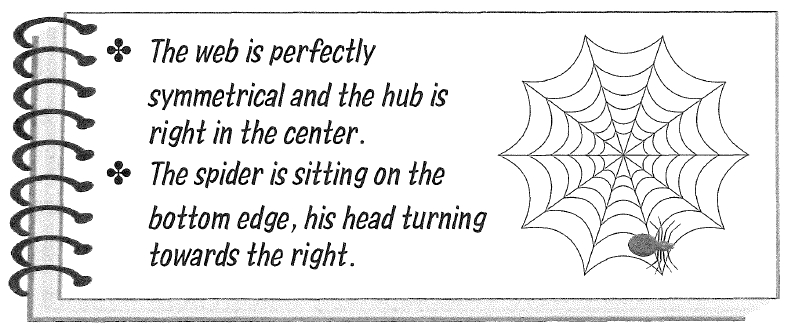 ✤ The web is perfectly
symmetrical and the hub is
right in the center.
✤ The spider is sitting on the
bottom edge, his head turning
towards the right.